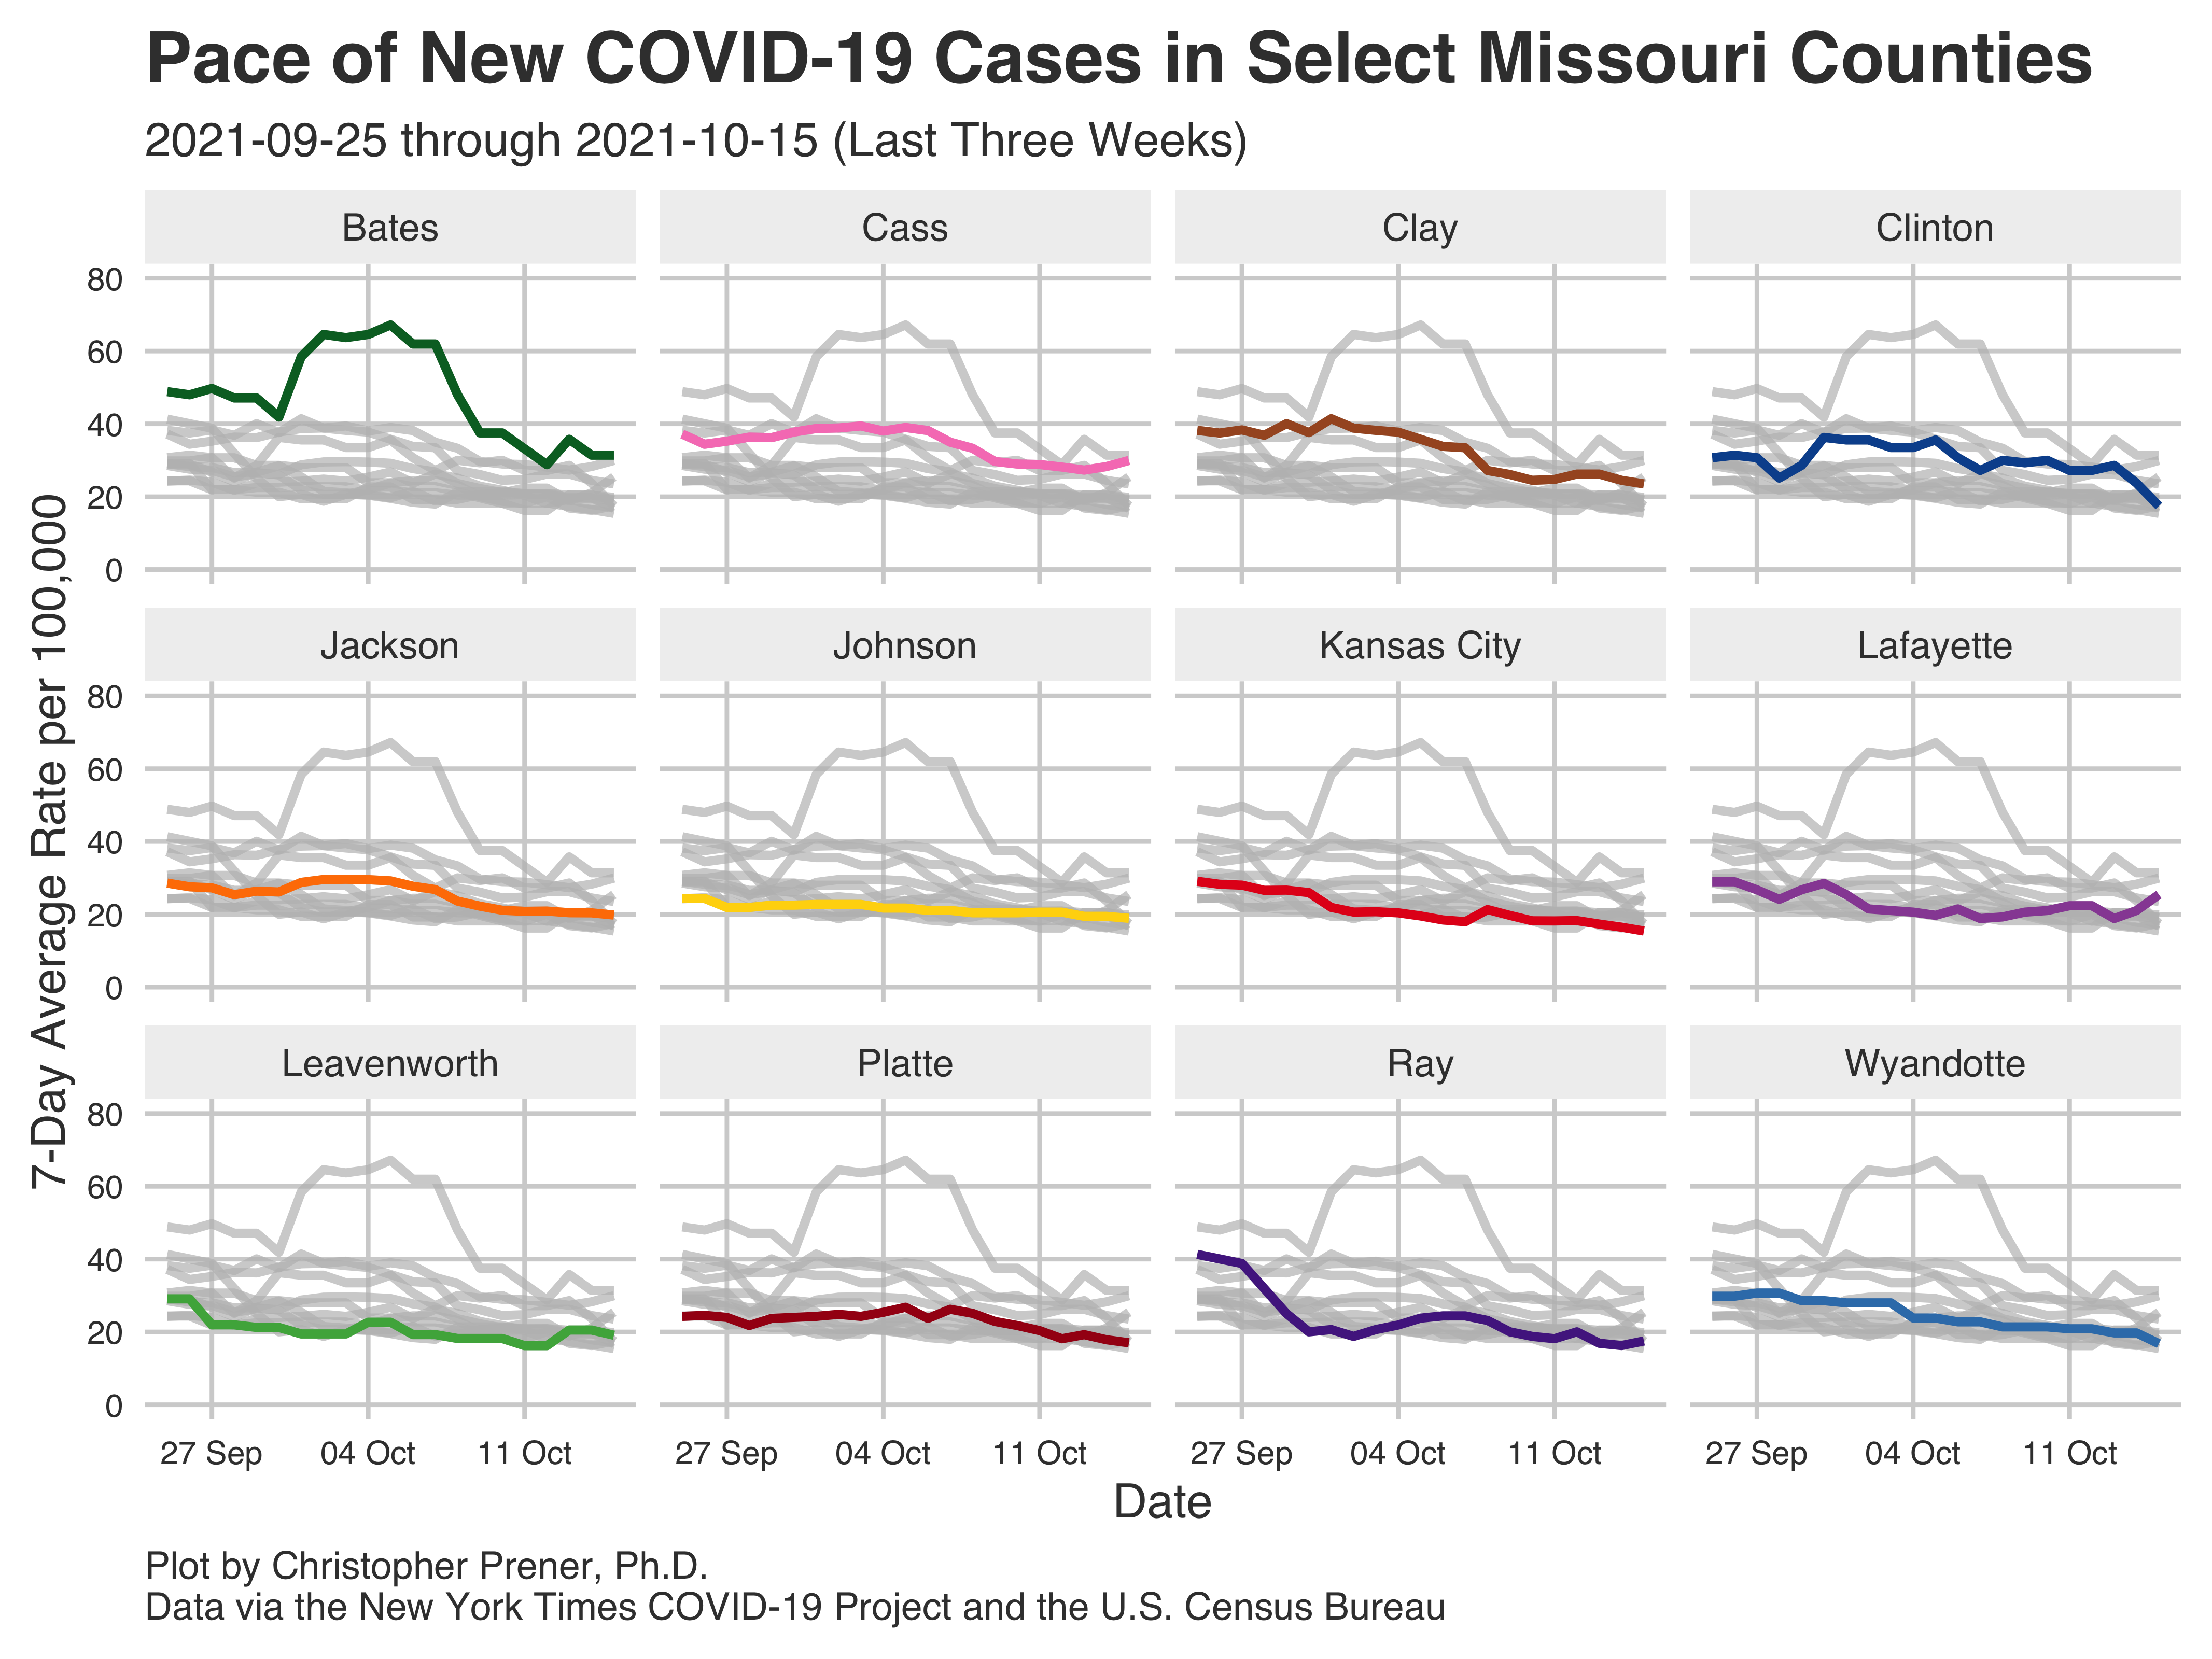 Pace of New COVID-19 Cases in Select Missouri Counties
2021-09-25 through 2021-10-15 (Last Three Weeks)
7-Day Average Rate per 100,000
Bates
Cass
Clay
Clinton
80
60
40
20
0
Jackson
Johnson
Kansas City
Lafayette
80
60
40
20
0
Leavenworth
Platte
Ray
Wyandotte
80
60
40
20
0
27 Sep 04 Oct 11 Oct
27 Sep 04 Oct 11 Oct
27 Sep 04 Oct 11 Oct
27 Sep 04 Oct 11 Oct
Date
Plot by Christopher Prener, Ph.D.
Data via the New York Times COVID-19 Project and the U.S. Census Bureau